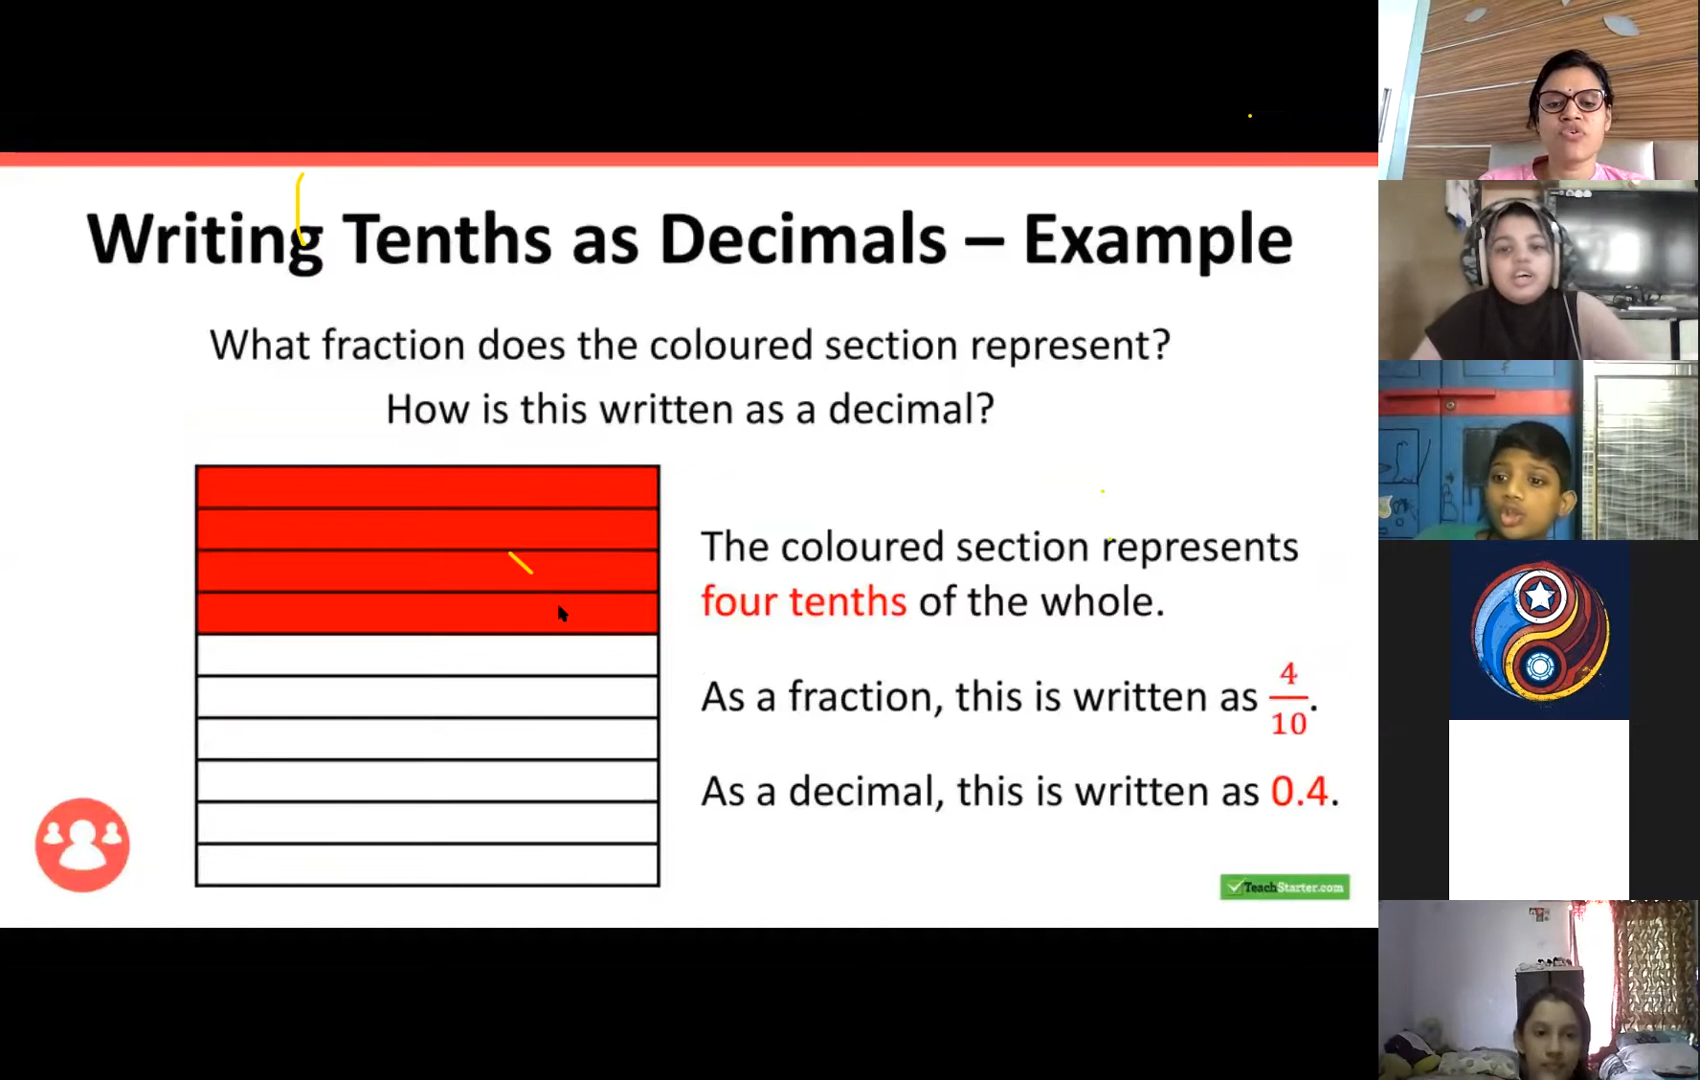 Writing Tenths as Decimals – Example
What fraction does the coloured section represent?
How is this written as a decimal?
The coloured section represents
four tenths of the whole.
As a fraction, this is written as 4/10.
As a decimal, this is written as 0.4.
TeachStarter.com